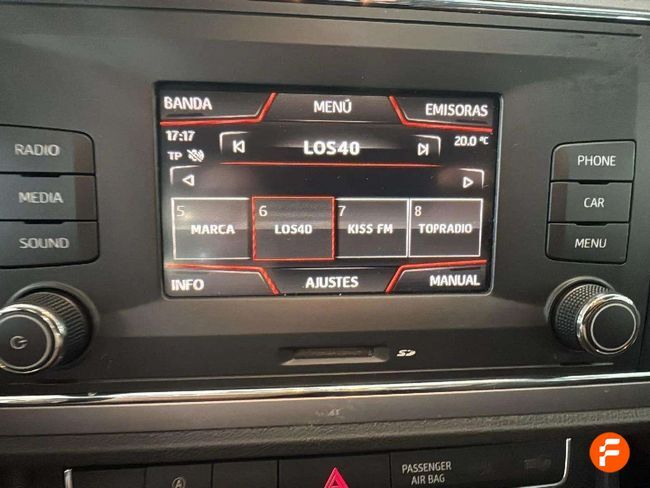 BANDA MENÚ EMISORAS
17:17 LOS40 20.0 °C
TP
5 MARCA
6 LOS40
7 KISS FM
8 TOPRADIO
INFO AJUSTES MANUAL
RADIO
MEDIA
SOUND
PHONE
CAR
MENU
SD
PASSENGER
AIR BAG